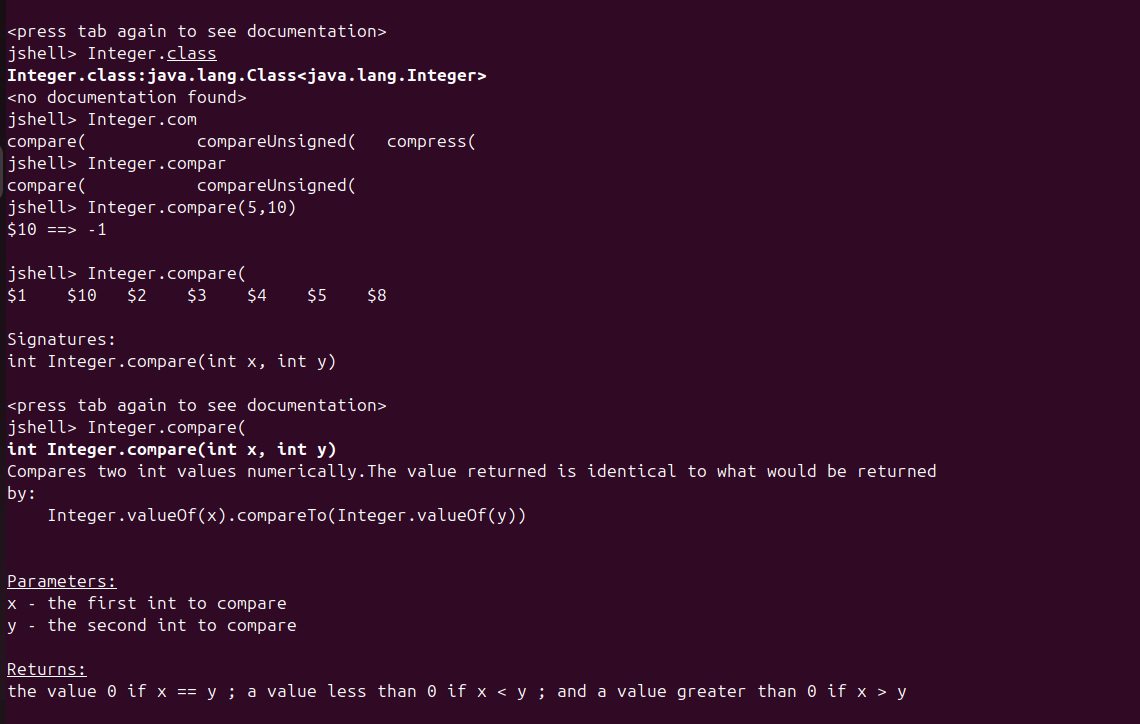 <press tab again to see documentation>
jshell> Integer.class
Integer.class:java.lang.Class<java.lang.Integer>
<no documentation found>
jshell> Integer.com
compare(           compareUnsigned(   compress(
jshell> Integer.compar
compare(           compareUnsigned(
jshell> Integer.compare(5,10)
$10 ==> -1
jshell> Integer.compare(
$1    $10   $2    $3    $4    $5    $8
Signatures:
int Integer.compare(int x, int y)
<press tab again to see documentation>
jshell> Integer.compare(
int Integer.compare(int x, int y)
Compares two int values numerically.The value returned is identical to what would be returned
by:
    Integer.valueOf(x).compareTo(Integer.valueOf(y))
Parameters:
x - the first int to compare
y - the second int to compare
Returns:
the value 0 if x == y ; a value less than 0 if x < y ; and a value greater than 0 if x > y